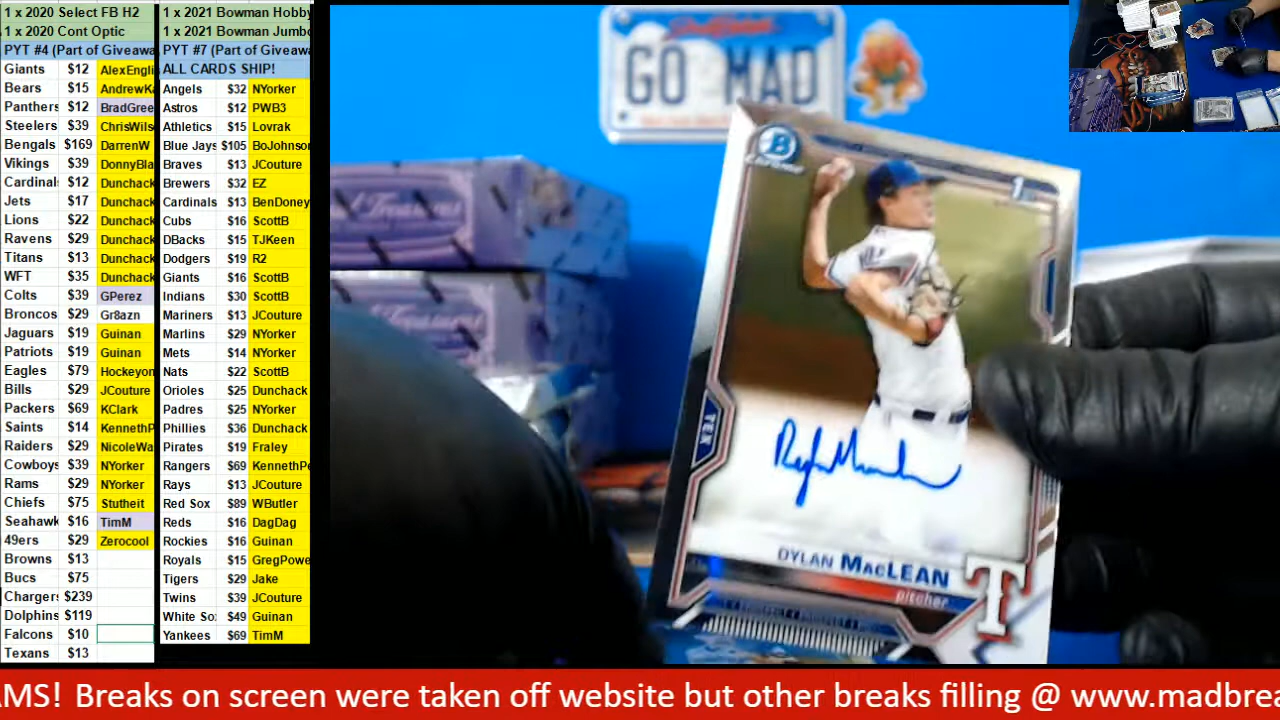 1 x 2020 Select FB H2
1 x 2020 Cont Optic
PYT #4 (Part of Giveawa
Giants $12 AlexEngli
Bears $15 AndrewK
Panthers $12 BradGree
Steelers $39 ChrisWils
Bengals $169 DarrenW
Vikings $39 DonnyBla
Cardinal $12 Dunchack
Jets $17 Dunchack
Lions $22 Dunchack
Ravens $29 Dunchack
Titans $13 Dunchack
WFT $35 Dunchack
Colts $39 GPerez
Broncos $29 Gr8azn
Jaguars $19 Guinan
Patriots $19 Guinan
Eagles $79 Hockeyon
Bills $29 JCouture
Packers $69 KClark
Saints $14 KennethP
Raiders $29 NicoleWa
Cowboys $39 NYorker
Rams $29 NYorker
Chiefs $75 Stutheit
Seahawk $16 TimM
49ers $29 Zerocool
Browns $13
Bucs $75
Chargers $239
Dolphins $119
Falcons $10
Texans $13
1 x 2021 Bowman Hobby
1 x 2021 Bowman Jumbo
PYT #7 (Part of Giveawa
ALL CARDS SHIP!
Angels $32 NYorker
Astros $12 PWB3
Athletics $15 Lovrak
Blue Jays $105 BoJohnson
Braves $13 JCouture
Brewers $32 EZ
Cardinals $13 BenDoney
Cubs $16 ScottB
DBacks $15 TJKeen
Dodgers $19 R2
Giants $16 ScottB
Indians $30 ScottB
Mariners $13 JCouture
Marlins $29 NYorker
Mets $14 NYorker
Nats $22 ScottB
Orioles $25 Dunchack
Padres $25 NYorker
Phillies $36 Dunchack
Pirates $19 Fraley
Rangers $69 KennethPe
Rays $13 JCouture
Red Sox $89 WButler
Reds $16 DagDag
Rockies $16 Guinan
Royals $15 GregPowe
Tigers $29 Jake
Twins $39 JCouture
White So $49 Guinan
Yankees $69 TimM
GO MAD
B
1st
TEX
DYLAN MACLEAN
pitcher
T
AMS! Breaks on screen were taken off website but other breaks filling @ www.madbrea